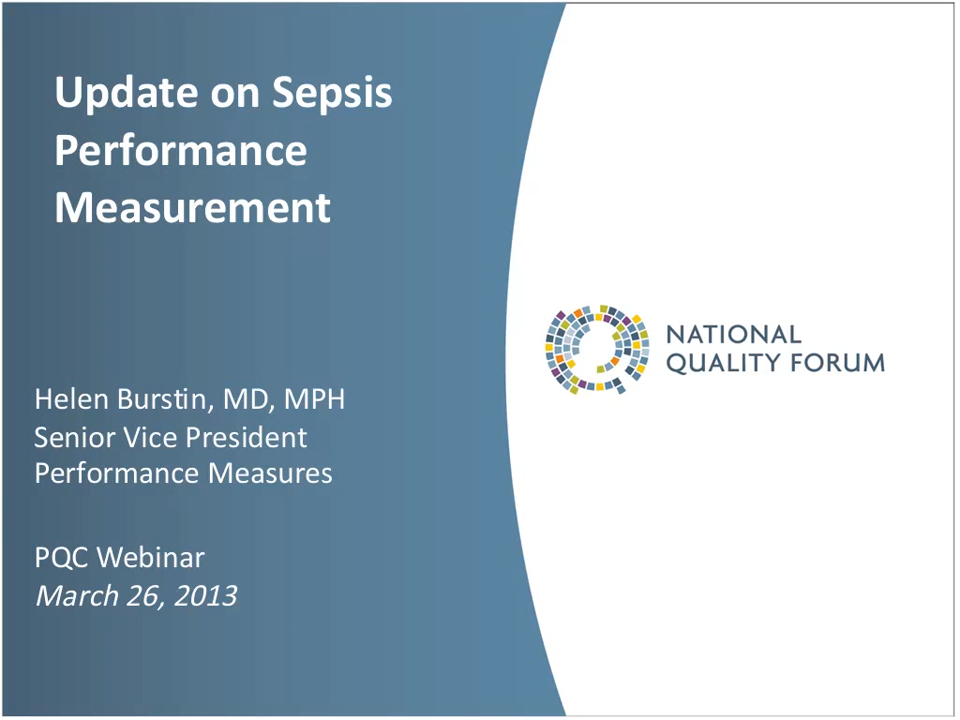 Update on Sepsis
Performance
Measurement
NATIONAL
QUALITY FORUM
Helen Burstin, MD, MPH
Senior Vice President
Performance Measures
PQC Webinar
March 26, 2013